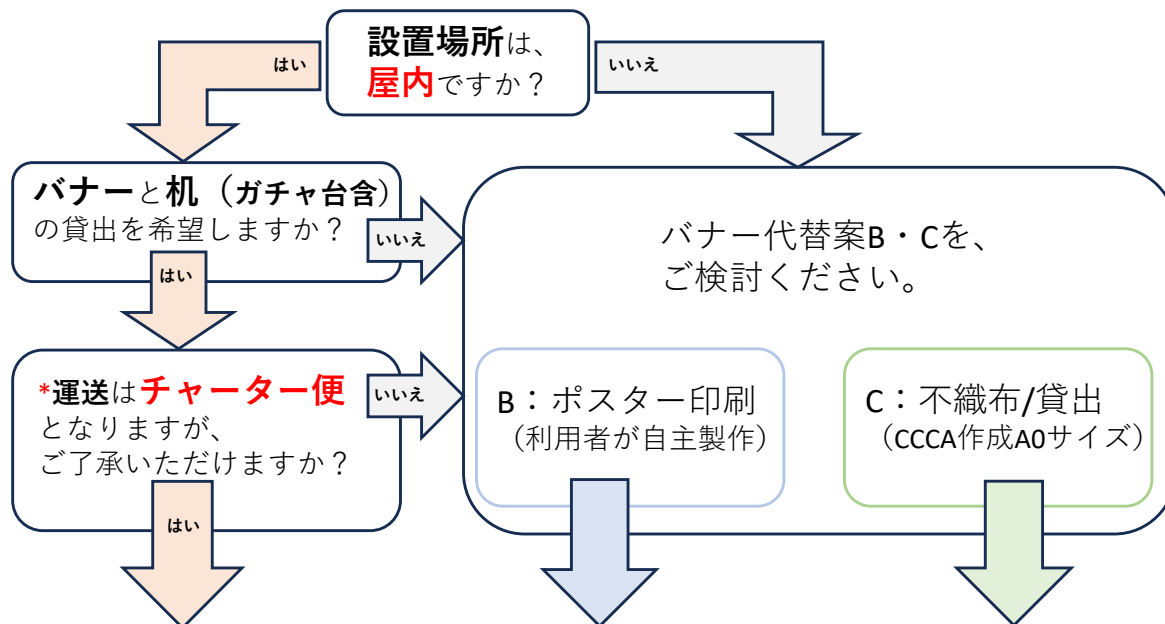 設置場所は、
屋内ですか？
はい
いいえ
バナーと机（ガチャ台含）
の貸出を希望しますか？
いいえ
はい
バナー代替案B・Cを、
ご検討ください。
*運送はチャーター便
となりますが、
ご了承いただけますか？
いいえ
はい
B：ポスター印刷
（利用者が自主製作）
C：不織布/貸出
（CCCA作成A0サイズ）